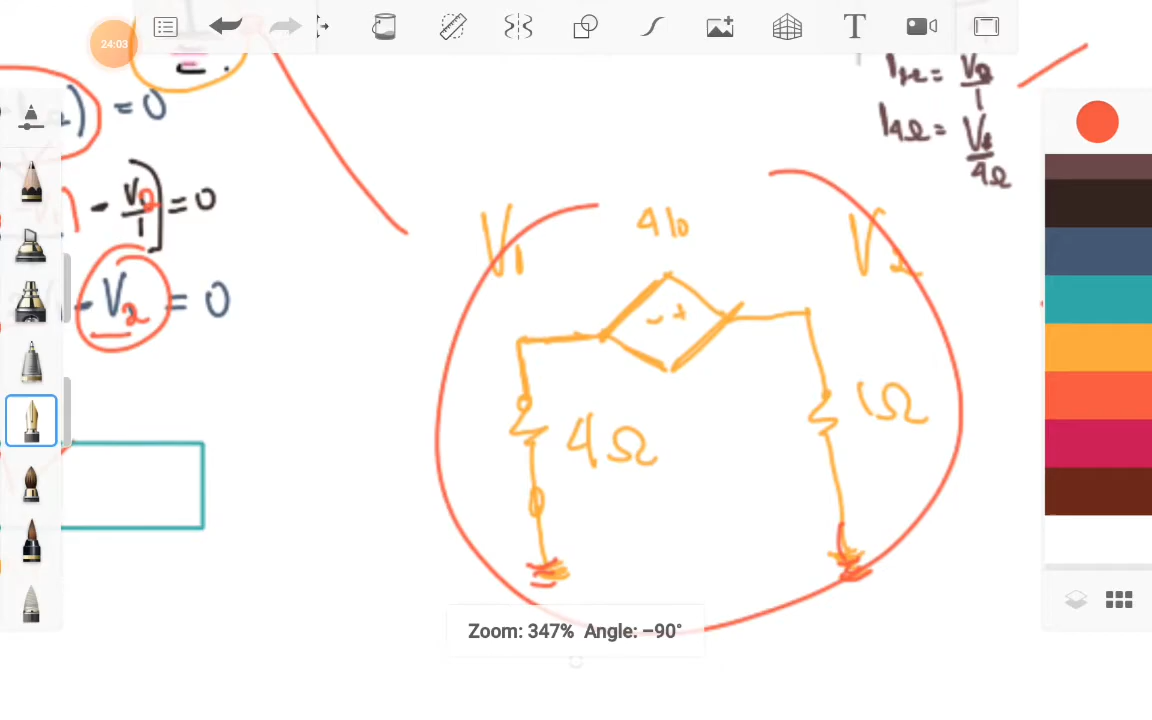 24:03
T
= 0
I1Ω = V2/1
I4Ω = V1/4Ω
- V2/1 ] = 0
- V2 = 0
V1
4I0
V2
- +
4Ω
1Ω
Zoom: 347% Angle: −90°